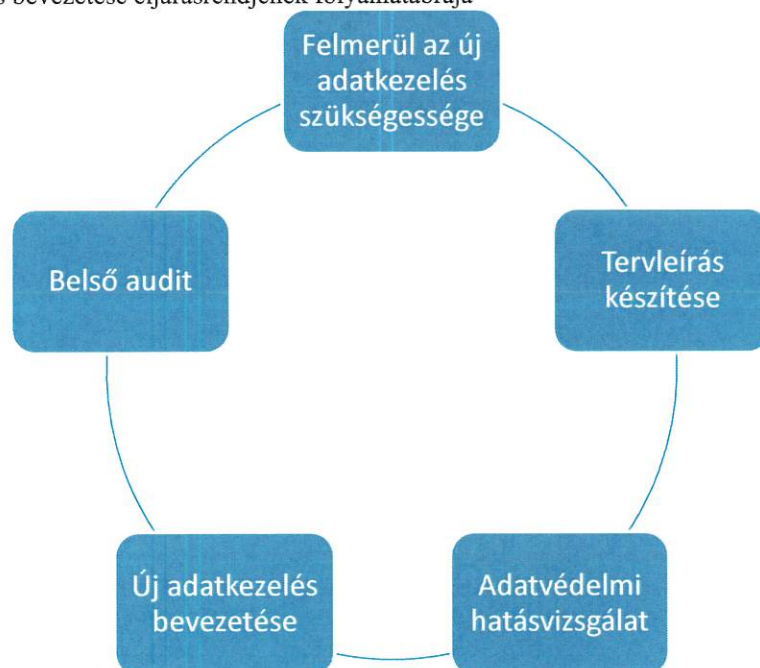 bevezetése eljárásrendjének folyamatábrája
Felmerül az új
adatkezelés
szükségessége
Tervleírás
készítése
Adatvédelmi
hatásvizsgálat
Új adatkezelés
bevezetése
Belső audit